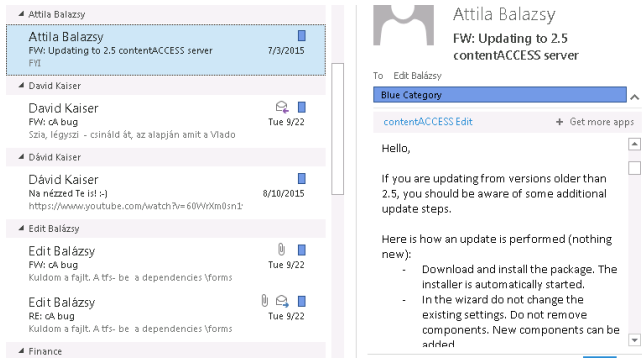 Attila Balazsy
Attila Balazsy
FW: Updating to 2.5 contentACCESS server 7/3/2015
FYI
David Kaiser
David Kaiser
FW: cA bug Tue 9/22
Szia, légyszi - csináld át, az alapján amit a Vlado
Dávid Kaiser
Dávid Kaiser
Na nézzed Te is! :-) 8/10/2015
https://www.youtube.com/watch?v=60WrXm0sn1
Edit Balázsy
Edit Balázsy
FW: cA bug Tue 9/22
Kuldom a fajlt. A tfs- be a dependencies \forms
Edit Balázsy
RE: cA bug Tue 9/22
Kuldom a fajlt. A tfs- be a dependencies \forms
Finance
Attila Balazsy
FW: Updating to 2.5
contentACCESS server
To Edit Balázsy
Blue Category
contentACCESS Edit + Get more apps
Hello,
If you are updating from versions older than
2.5, you should be aware of some additional
update steps.
Here is how an update is performed (nothing
new):
- Download and install the package. The
installer is automatically started.
- In the wizard do not change the
existing settings. Do not remove
components. New components can be
added